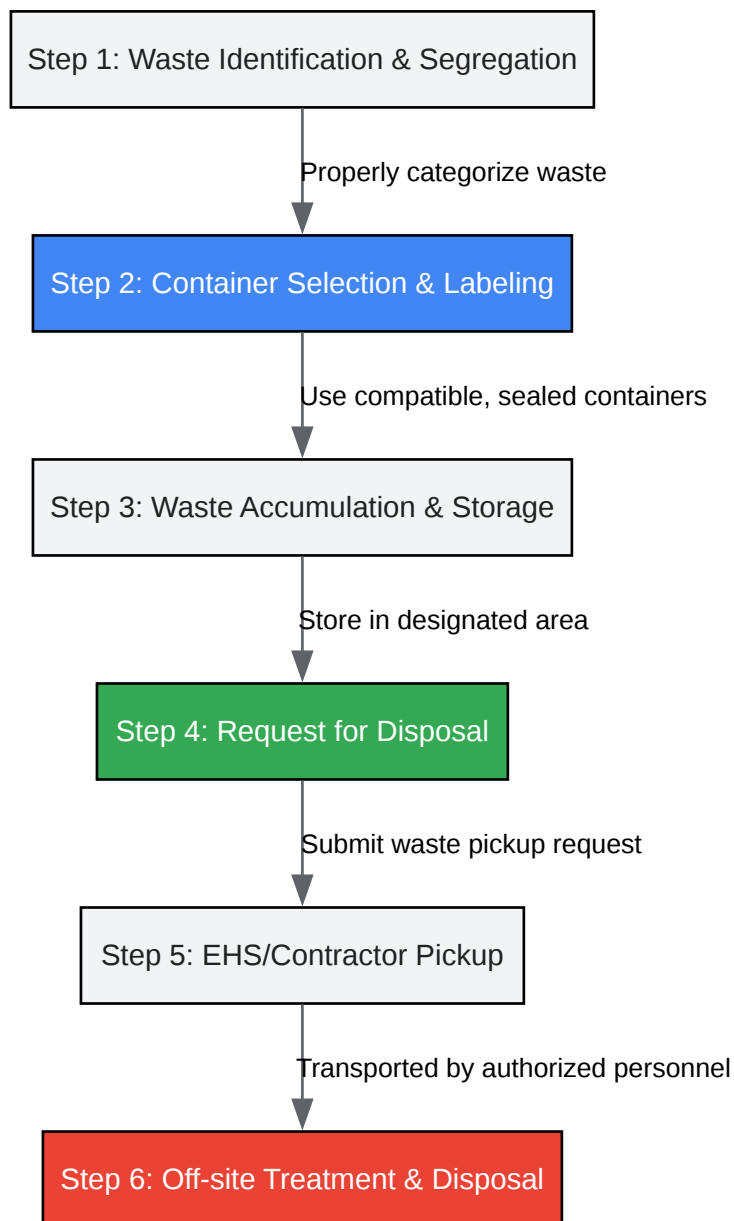 Step 1: Waste Identification & Segregation
Properly categorize waste
Step 2: Container Selection & Labeling
Use compatible, sealed containers
Step 3: Waste Accumulation & Storage
Store in designated area
Step 4: Request for Disposal
Submit waste pickup request
Step 5: EHS/Contractor Pickup
Transported by authorized personnel
Step 6: Off-site Treatment & Disposal